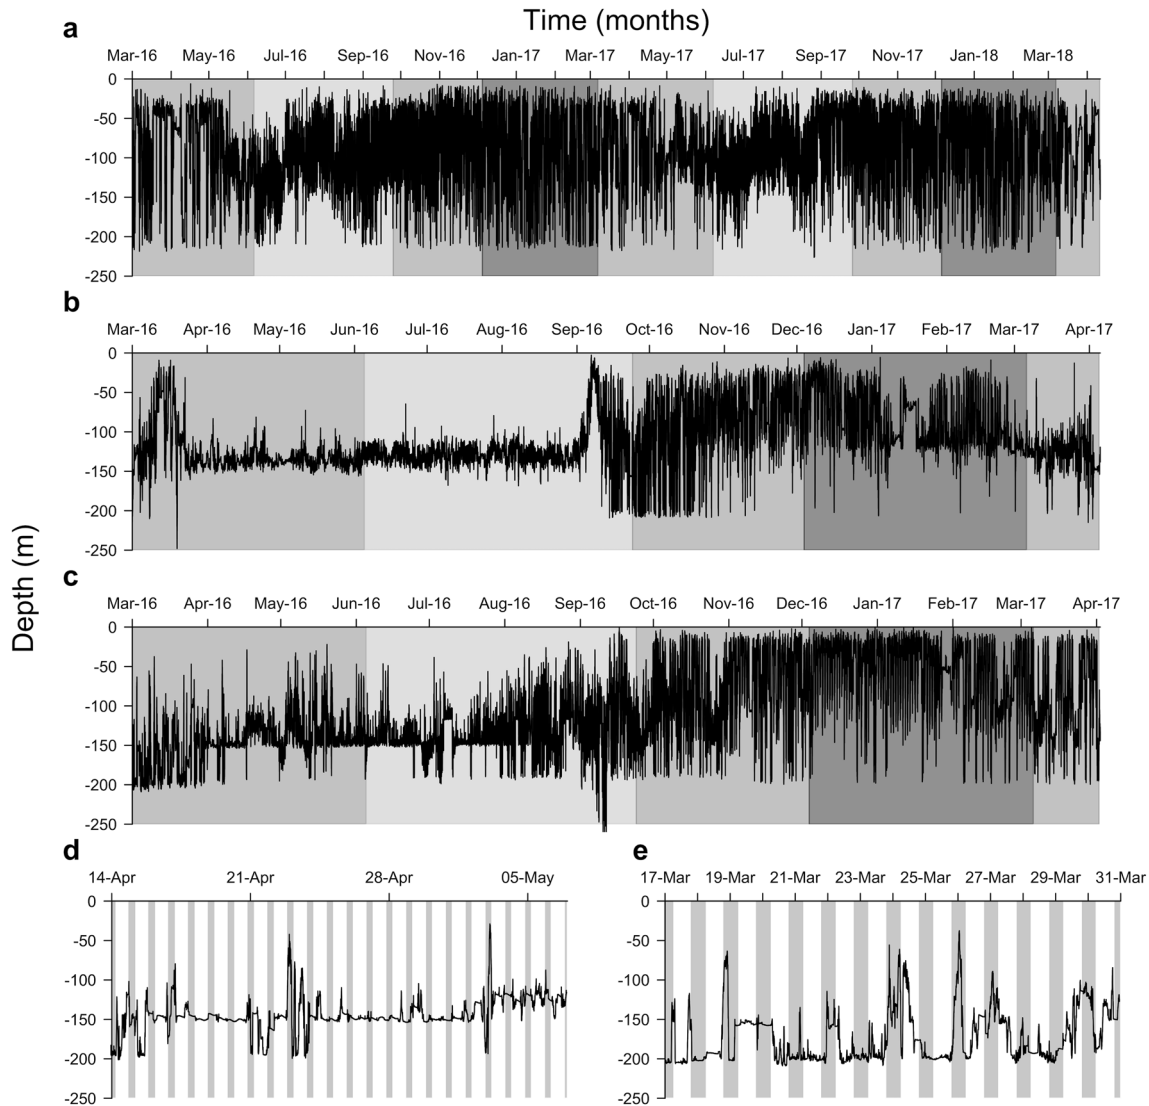 Time (months)
a
Mar-16 May-16 Jul-16 Sep-16 Nov-16 Jan-17 Mar-17 May-17 Jul-17 Sep-17 Nov-17 Jan-18 Mar-18
0
-50
-100
-150
-200
-250
b
Mar-16 Apr-16 May-16 Jun-16 Jul-16 Aug-16 Sep-16 Oct-16 Nov-16 Dec-16 Jan-17 Feb-17 Mar-17 Apr-17
0
-50
-100
-150
-200
-250
Depth (m)
c
Mar-16 Apr-16 May-16 Jun-16 Jul-16 Aug-16 Sep-16 Oct-16 Nov-16 Dec-16 Jan-17 Feb-17 Mar-17 Apr-17
0
-50
-100
-150
-200
-250
d
14-Apr 21-Apr 28-Apr 05-May
0
-50
-100
-150
-200
-250
e
17-Mar 19-Mar 21-Mar 23-Mar 25-Mar 27-Mar 29-Mar 31-Mar
0
-50
-100
-150
-200
-250